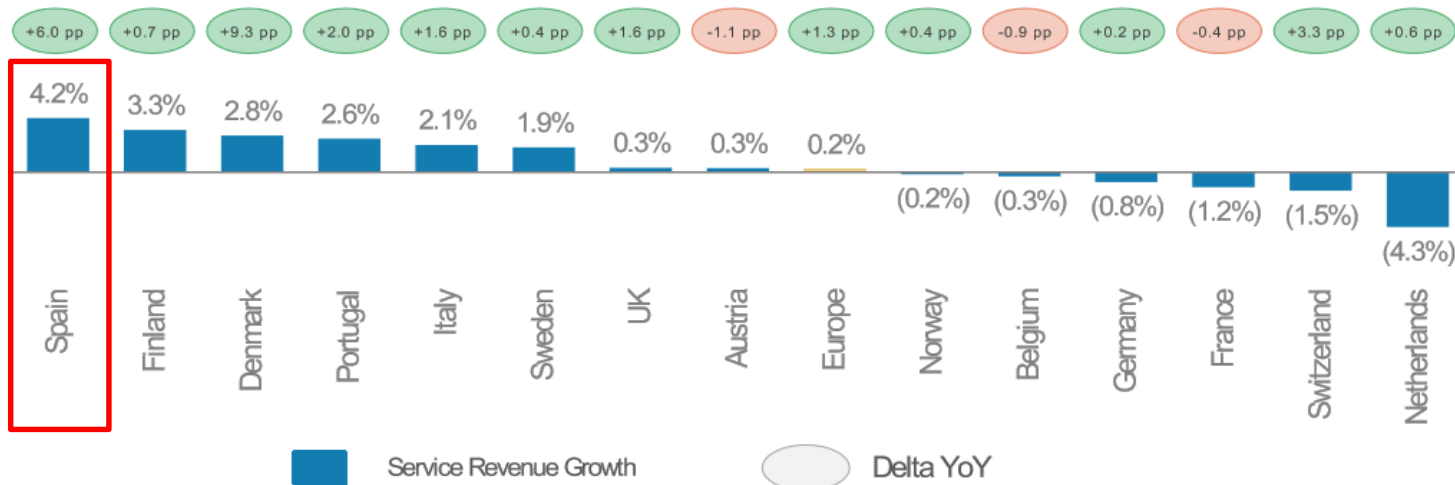 +6.0 pp +0.7 pp +9.3 pp +2.0 pp +1.6 pp +0.4 pp +1.6 pp -1.1 pp +1.3 pp +0.4 pp -0.9 pp +0.2 pp -0.4 pp +3.3 pp +0.6 pp
4.2% 3.3% 2.8% 2.6% 2.1% 1.9% 0.3% 0.3% 0.2%
(0.2%) (0.3%) (0.8%) (1.2%) (1.5%) (4.3%)
Spain Finland Denmark Portugal Italy Sweden UK Austria Europe Norway Belgium Germany France Switzerland Netherlands
Service Revenue Growth Delta YoY